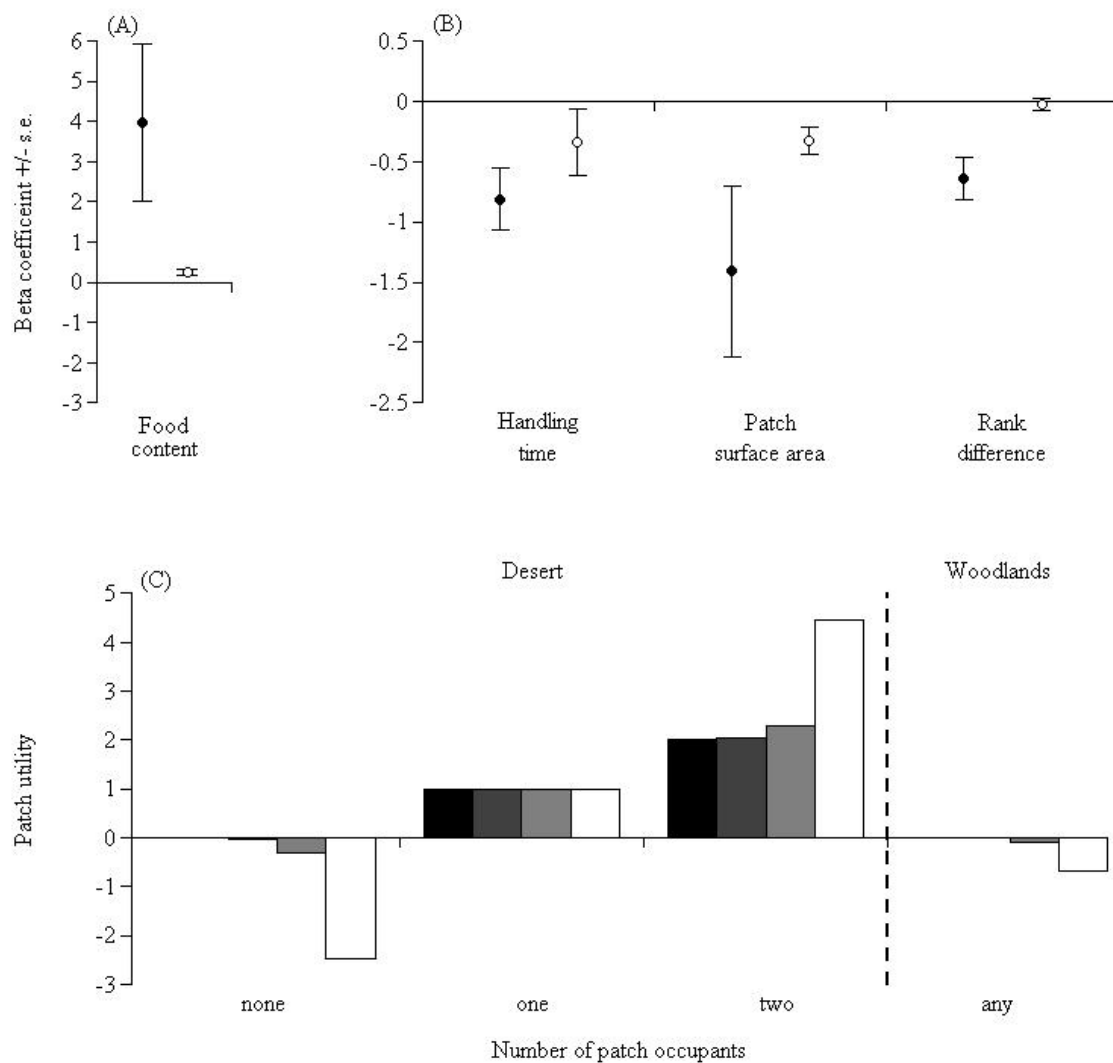 (A)
6
5
4
3
2
1
0
-1
-2
-3
Beta coefficeint +/- s.e.
Food
content
(B)
0.5
0
-0.5
-1
-1.5
-2
-2.5
Handling
time
Patch
surface area
Rank
difference
(C)
Desert
Woodlands
5
4
3
2
1
0
-1
-2
-3
Patch utility
none
one
two
any
Number of patch occupants